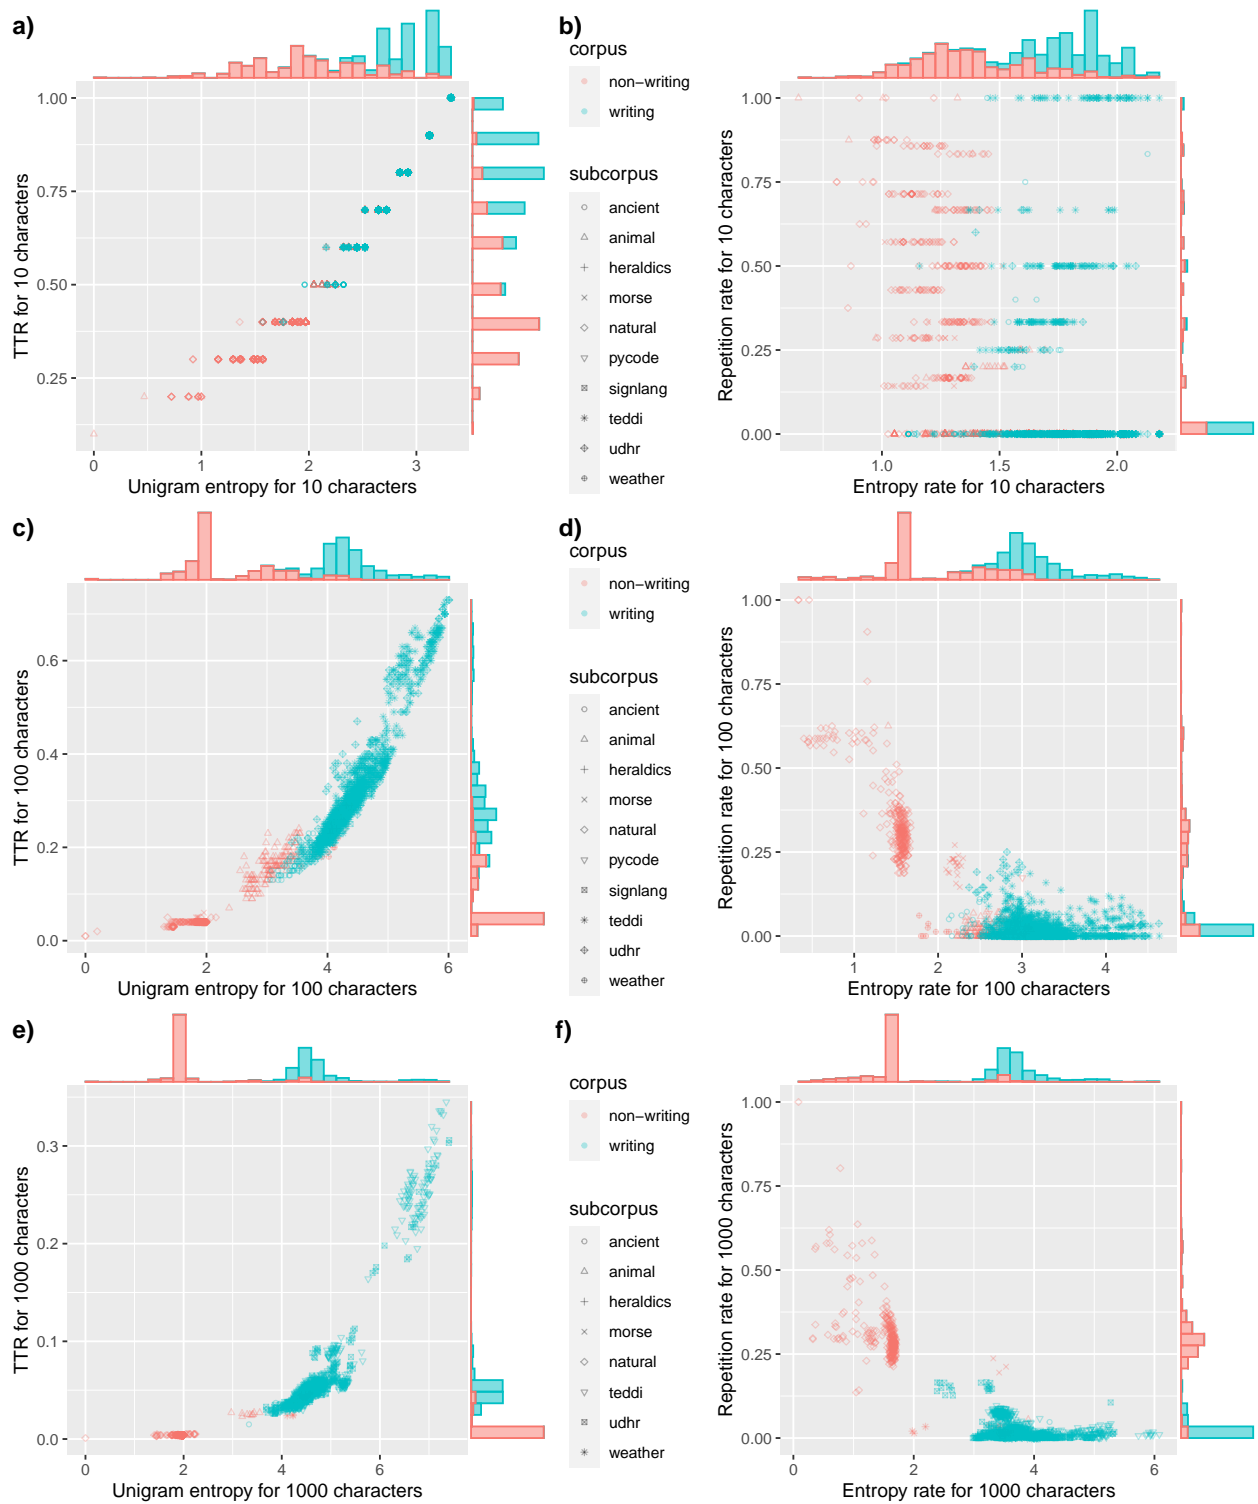 a)
TTR for 10 characters
1.00
0.75
0.50
0.25
0
1
2
3
Unigram entropy for 10 characters
corpus
non−writing
writing
subcorpus
ancient
animal
heraldics
morse
natural
pycode
signlang
teddi
udhr
weather
b)
Repetition rate for 10 characters
1.00
0.75
0.50
0.25
0.00
1.0
1.5
2.0
Entropy rate for 10 characters
c)
TTR for 100 characters
0.6
0.4
0.2
0.0
0
2
4
6
Unigram entropy for 100 characters
corpus
non−writing
writing
subcorpus
ancient
animal
heraldics
morse
natural
pycode
signlang
teddi
udhr
weather
d)
Repetition rate for 100 characters
1.00
0.75
0.50
0.25
0.00
1
2
3
4
Entropy rate for 100 characters
e)
TTR for 1000 characters
0.3
0.2
0.1
0.0
0
2
4
6
Unigram entropy for 1000 characters
corpus
non−writing
writing
subcorpus
ancient
animal
heraldics
morse
natural
teddi
udhr
weather
f)
Repetition rate for 1000 characters
1.00
0.75
0.50
0.25
0.00
0
2
4
6
Entropy rate for 1000 characters